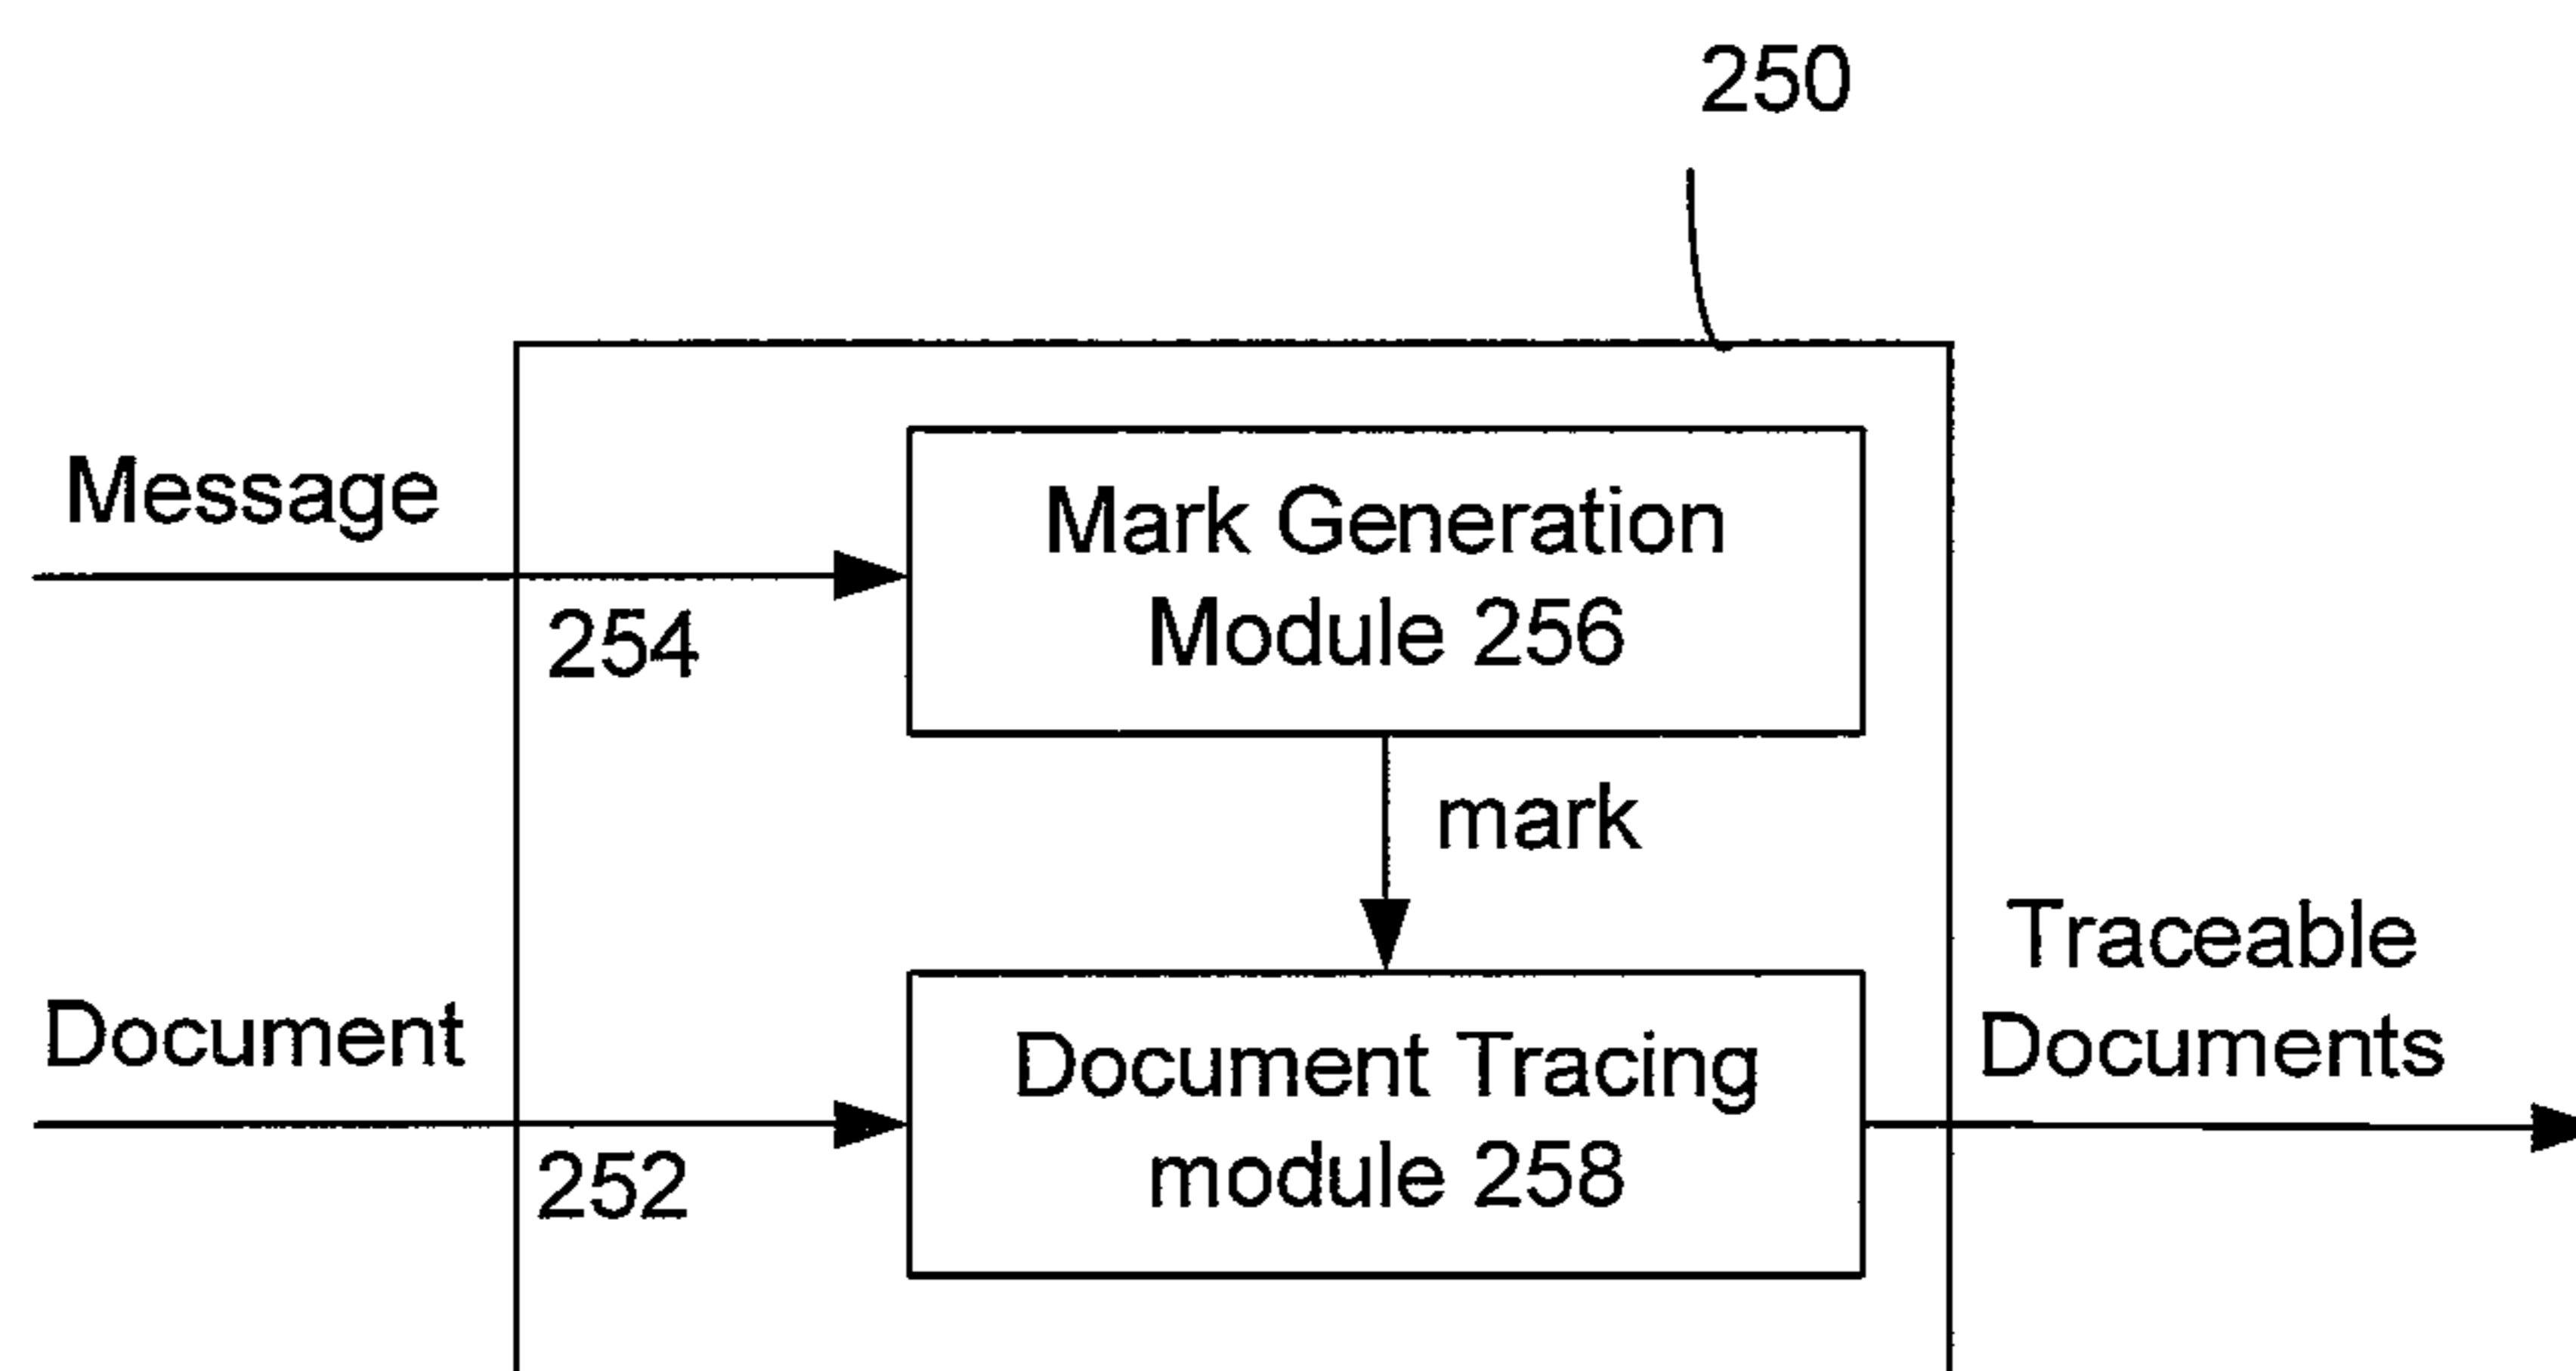 250
Message
254
Mark Generation
Module 256
mark
Document
252
Document Tracing
module 258
Traceable
Documents